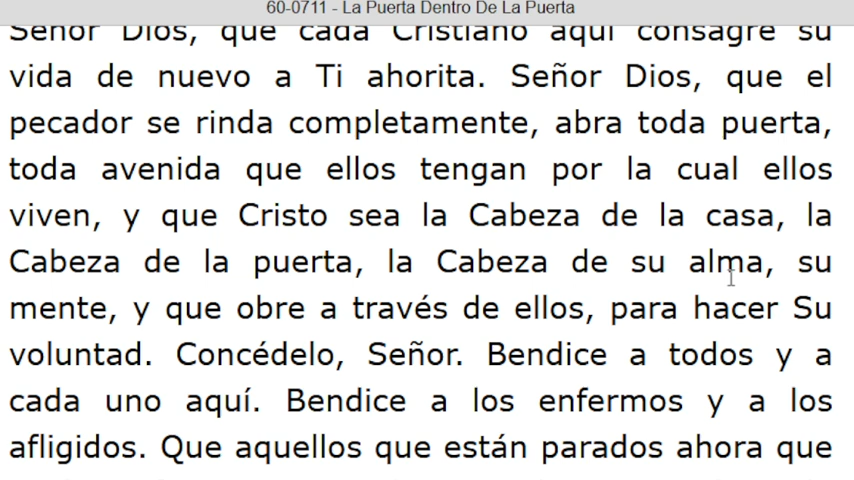 60-0711 - La Puerta Dentro De La Puerta
Señor Dios, que cada Cristiano aquí consagre su
vida de nuevo a Ti ahorita. Señor Dios, que el
pecador se rinda completamente, abra toda puerta,
toda avenida que ellos tengan por la cual ellos
viven, y que Cristo sea la Cabeza de la casa, la
Cabeza de la puerta, la Cabeza de su alma, su
mente, y que obre a través de ellos, para hacer Su
voluntad. Concédelo, Señor. Bendice a todos y a
cada uno aquí. Bendice a los enfermos y a los
afligidos. Que aquellos que están parados ahora que